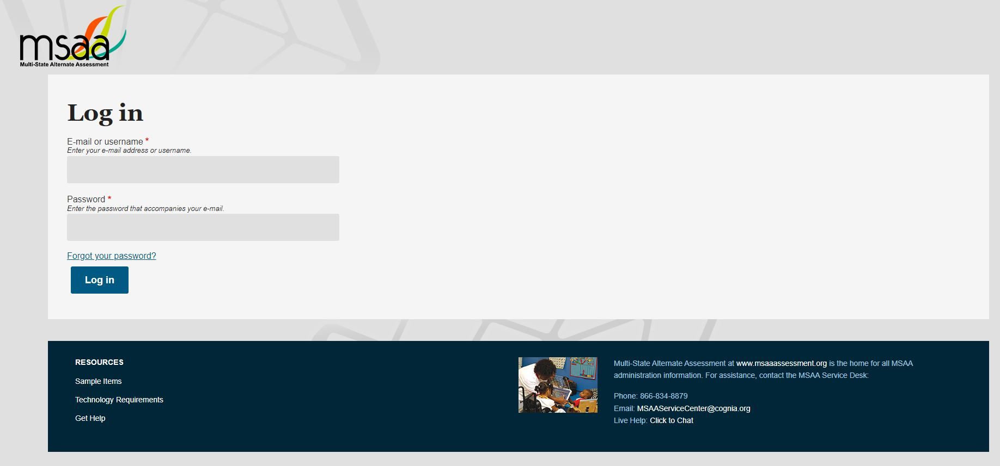 msaa
Multi-State Alternate Assessment
Log in
E-mail or username *
Enter your e-mail address or username.
Password *
Enter the password that accompanies your e-mail.
Forgot your password?
Log in
RESOURCES
Sample Items
Technology Requirements
Get Help
Multi-State Alternate Assessment at www.msaaassessment.org is the home for all MSAA
administration information. For assistance, contact the MSAA Service Desk:
Phone: 866-834-8879
Email: MSAAServiceCenter@cognia.org
Live Help: Click to Chat